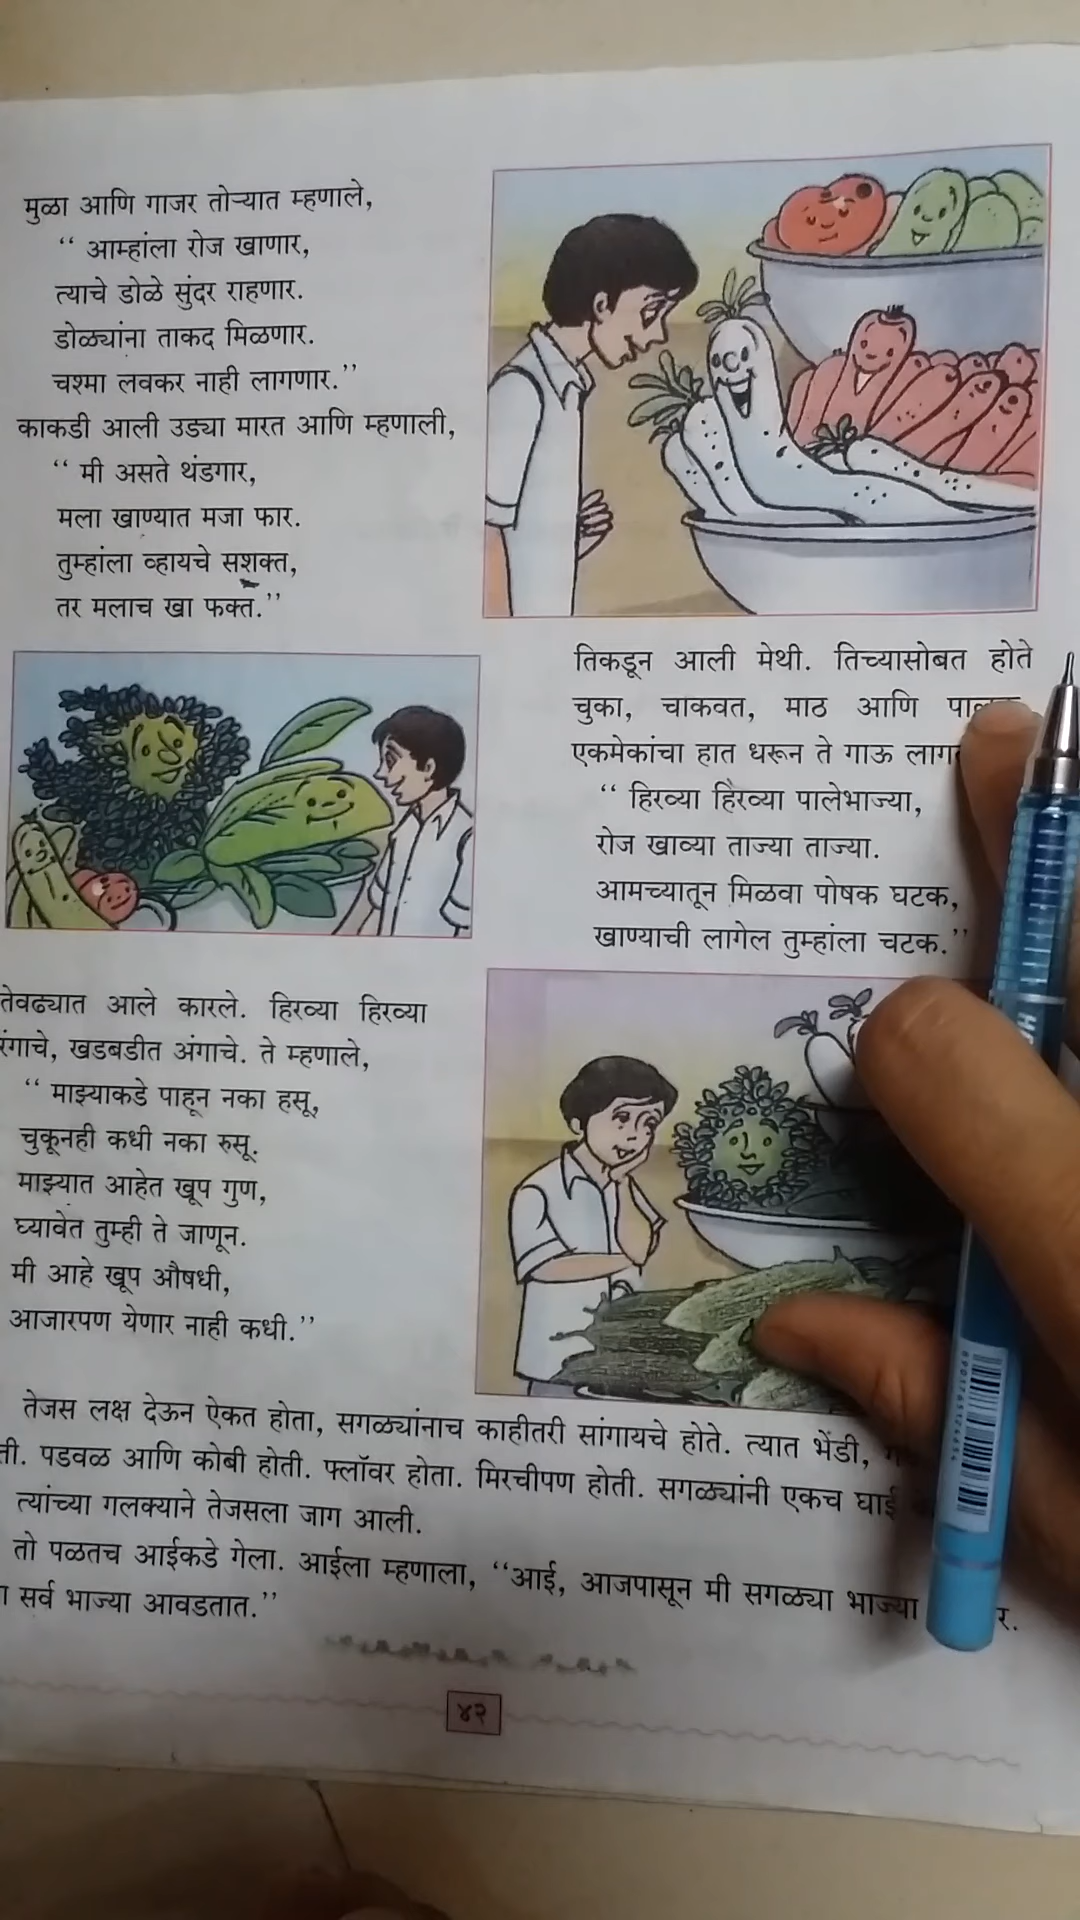 मुळा आणि गाजर तोऱ्यात म्हणाले,
“ आम्हांला रोज खाणार,
त्याचे डोळे सुंदर राहणार.
डोळ्यांना ताकद मिळणार.
चश्मा लवकर नाही लागणार.’’
काकडी आली उड्या मारत आणि म्हणाली,
“ मी असते थंडगार,
मला खाण्यात मजा फार.
तुम्हांला व्हायचे सशक्त,
तर मलाच खा फक्त.’’
तिकडून आली मेथी. तिच्यासोबत होते
चुका, चाकवत, माठ आणि
एकमेकांचा हात धरून ते गाऊ
“ हिरव्या हिरव्या पालेभाज्या,
रोज खाव्या ताज्या ताज्या.
आमच्यातून मिळवा पोषक घटक,
खाण्याची लागेल तुम्हांला चटक.’’
तेवढ्यात आले कारले. हिरव्या हिरव्या
रंगाचे, खडबडीत अंगाचे. ते म्हणाले,
“ माझ्याकडे पाहून नका हसू,
चुकूनही कधी नका रुसू.
माझ्यात आहेत खूप गुण,
घ्यावेत तुम्ही ते जाणून.
मी आहे खूप औषधी,
आजारपण येणार नाही कधी.’’
तेजस लक्ष देऊन ऐकत होता, सगळ्यांनाच काहीतरी सांगायचे होते. त्यात भेंडी,
पडवळ आणि कोबी होती. फ्लॉवर होता. मिरचीपण होती. सगळ्यांनी एकच घाई
त्यांच्या गलक्याने तेजसला जाग आली.
तो पळतच आईकडे गेला. आईला म्हणाला, “आई, आजपासून मी सगळ्या भाज्या
सर्व भाज्या आवडतात.’’
४२